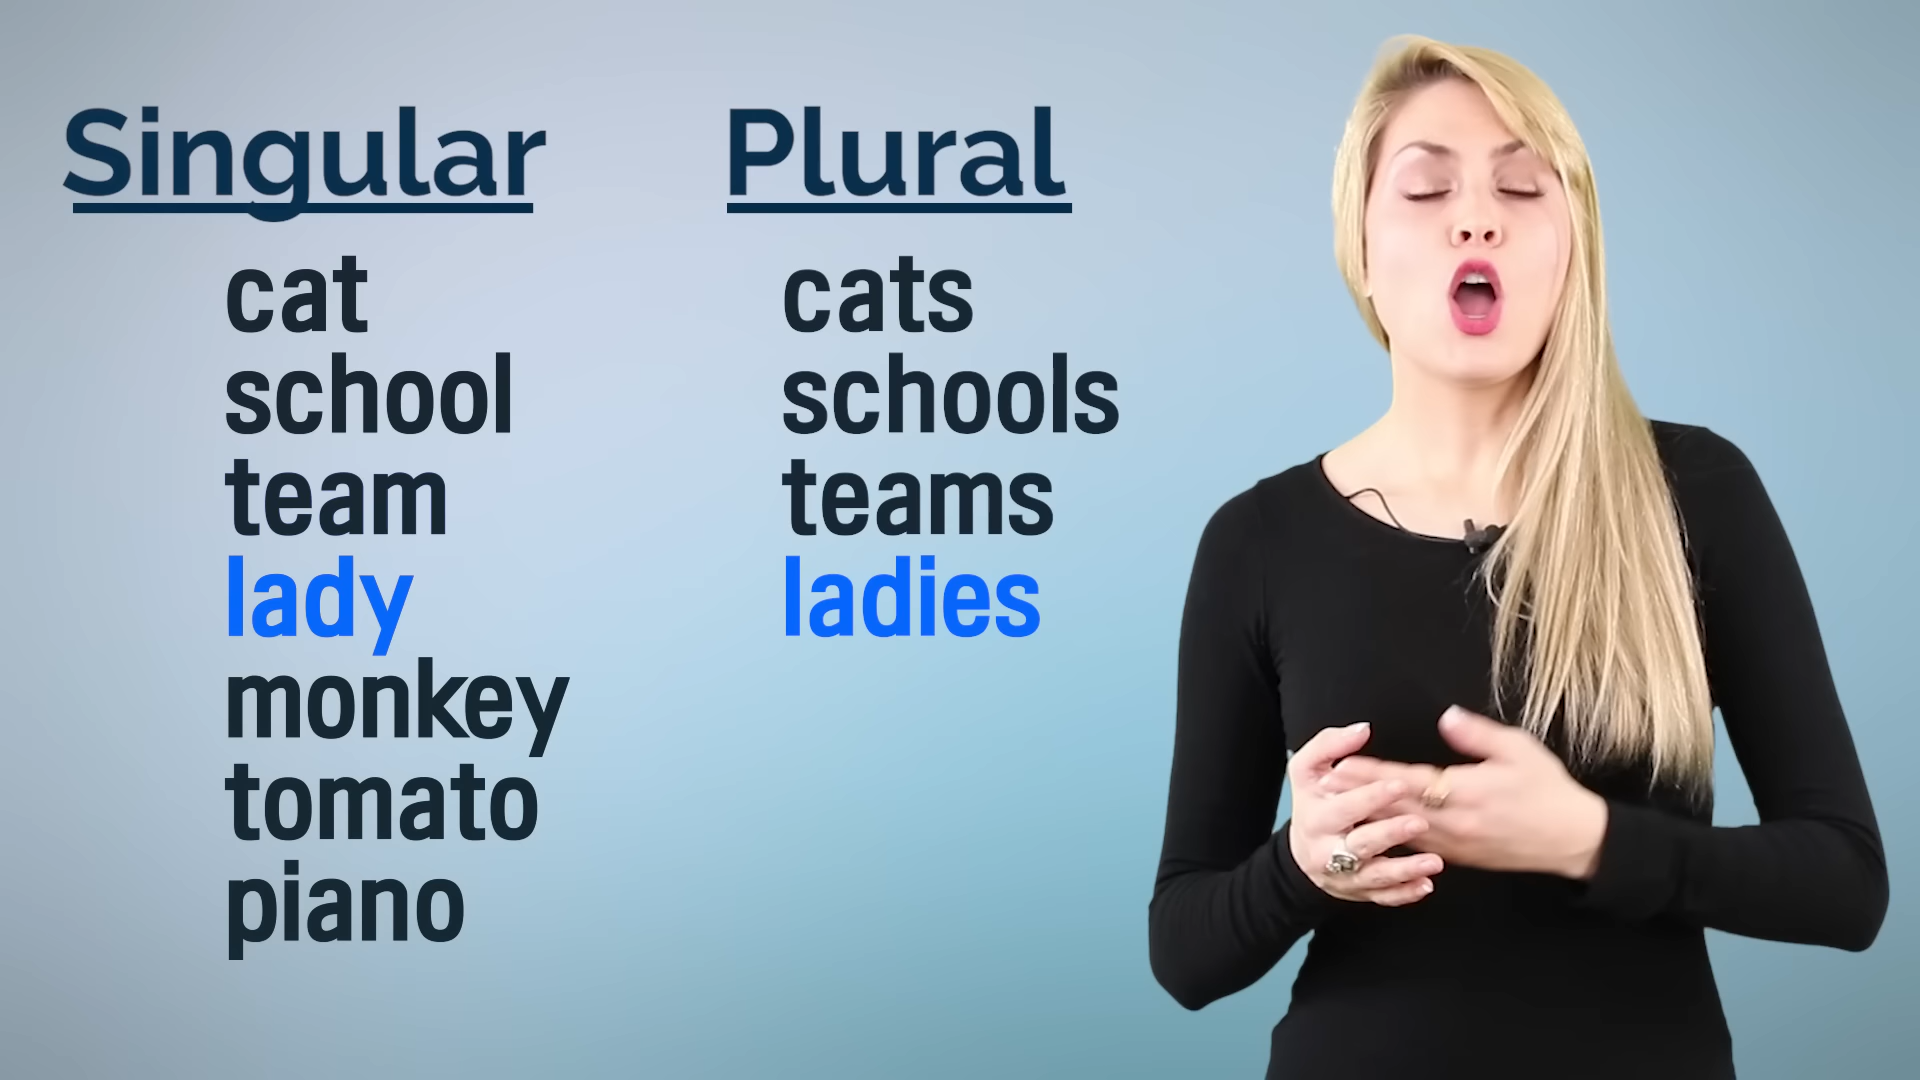 Singular Plural
cat cats
school schools
team teams
lady ladies
monkey
tomato
piano